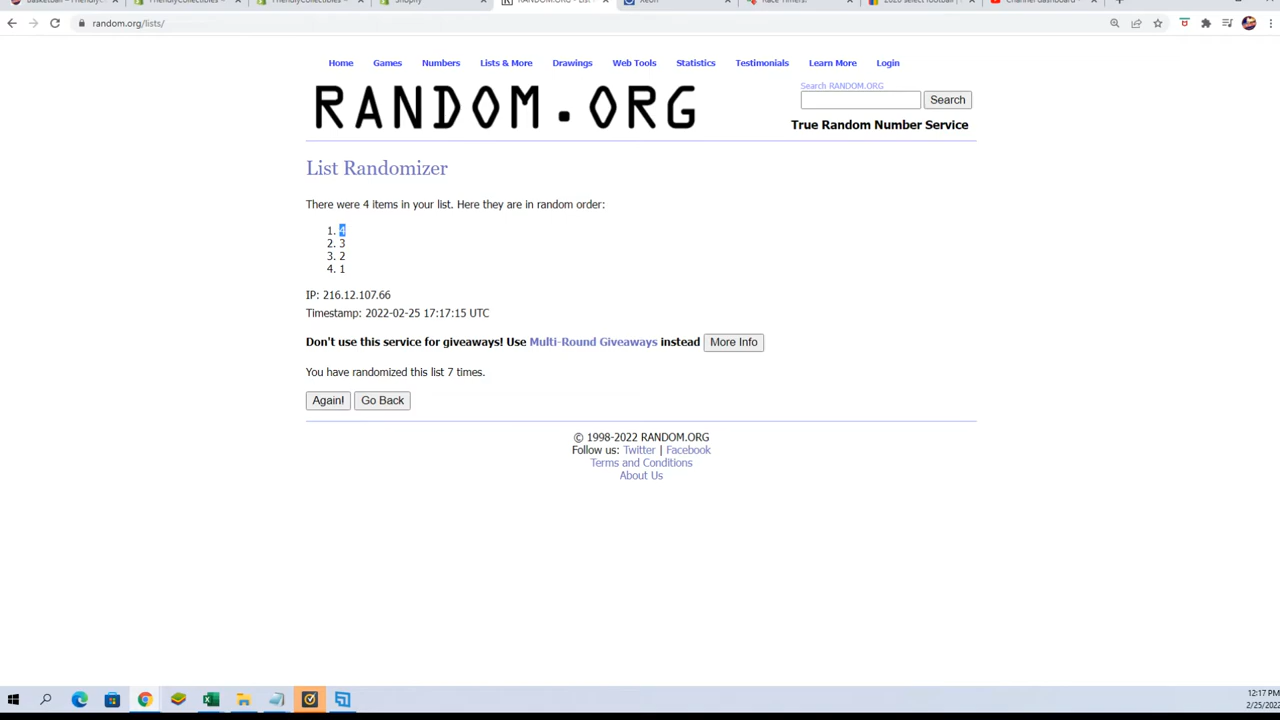 RANDOM.ORG - List
Shopify
random.org/lists/
Home Games Numbers Lists & More Drawings Web Tools Statistics Testimonials Learn More Login
RANDOM.ORG
Search RANDOM.ORG
Search
True Random Number Service
List Randomizer
There were 4 items in your list. Here they are in random order:
1. 4
2. 3
3. 2
4. 1
IP: 216.12.107.66
Timestamp: 2022-02-25 17:17:15 UTC
Don't use this service for giveaways! Use Multi-Round Giveaways instead More Info
You have randomized this list 7 times.
Again! Go Back
© 1998-2022 RANDOM.ORG
Follow us: Twitter | Facebook
Terms and Conditions
About Us
12:17 PM
2/25/2022